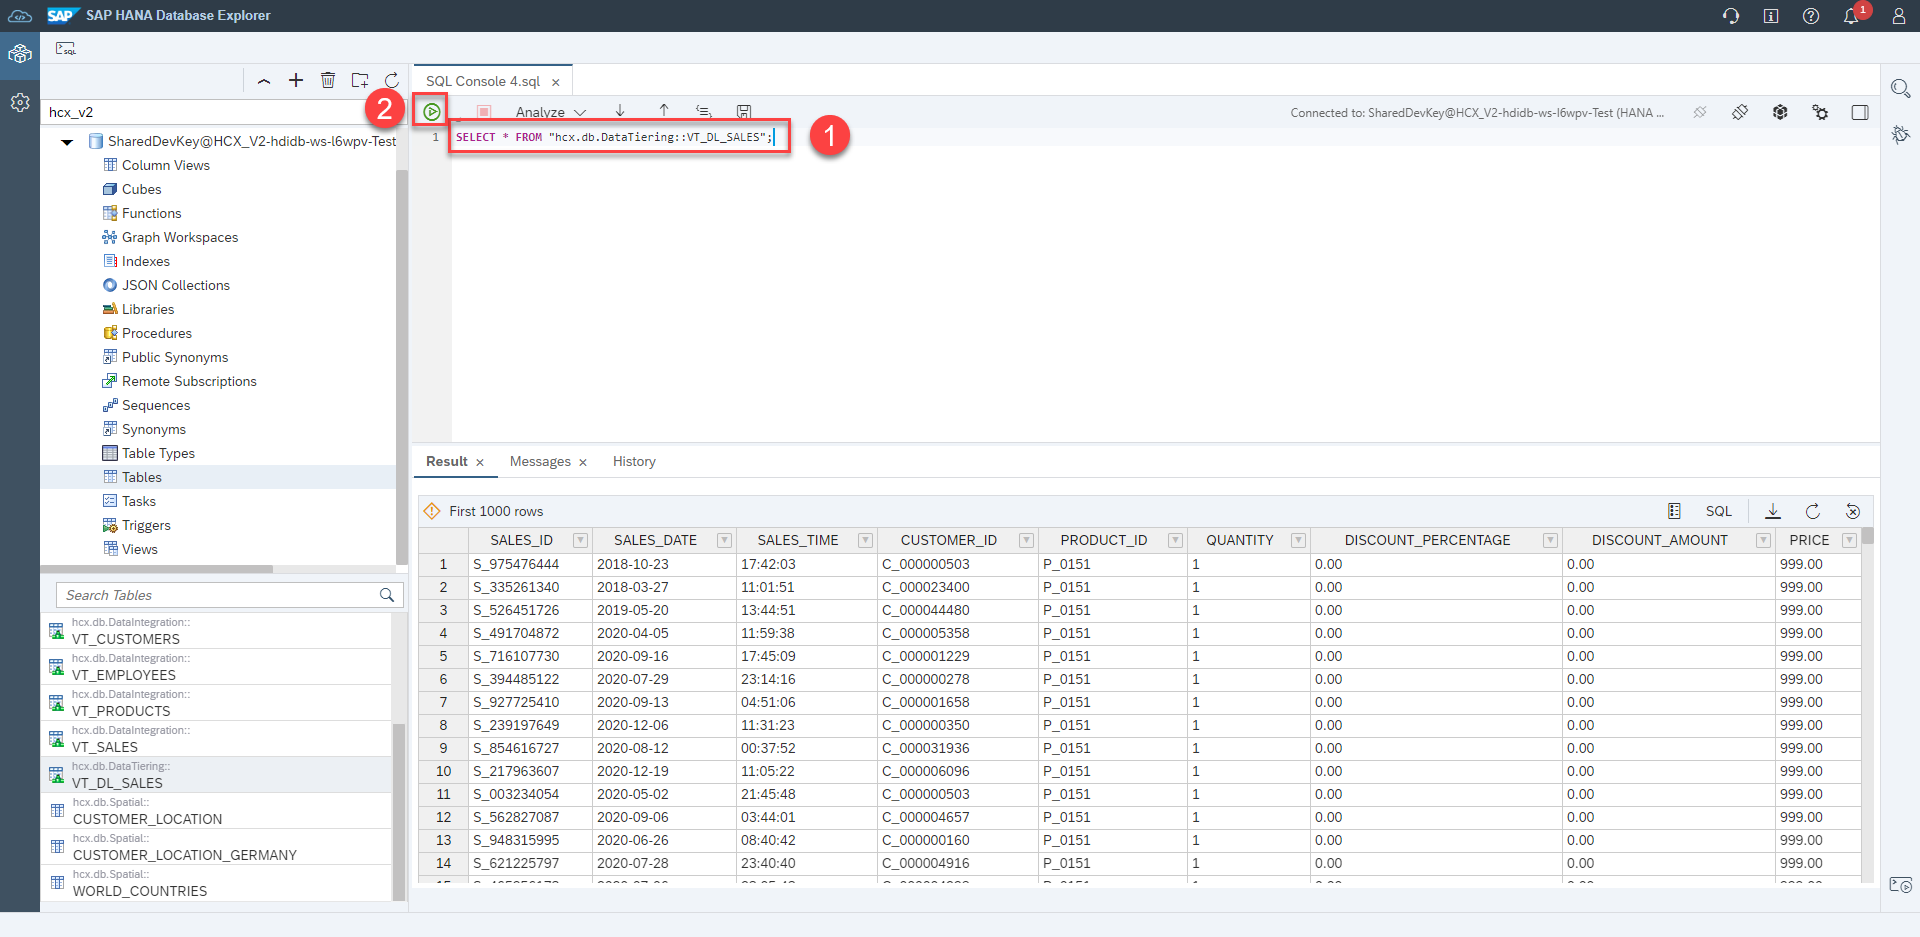 SAP SAP HANA Database Explorer
1
SQL
hcx_v2
SharedDevKey@HCX_V2-hdidb-ws-l6wpv-Test
Column Views
Cubes
Functions
Graph Workspaces
Indexes
JSON Collections
Libraries
Procedures
Public Synonyms
Remote Subscriptions
Sequences
Synonyms
Table Types
Tables
Tasks
Triggers
Views
Search Tables
hcx.db.DataIntegration::
VT_CUSTOMERS
hcx.db.DataIntegration::
VT_EMPLOYEES
hcx.db.DataIntegration::
VT_PRODUCTS
hcx.db.DataIntegration::
VT_SALES
hcx.db.DataTiering::
VT_DL_SALES
hcx.db.Spatial::
CUSTOMER_LOCATION
hcx.db.Spatial::
CUSTOMER_LOCATION_GERMANY
hcx.db.Spatial::
WORLD_COUNTRIES
SQL Console 4.sql
2
Analyze
Connected to: SharedDevKey@HCX_V2-hdidb-ws-l6wpv-Test (HANA ...
1 SELECT * FROM "hcx.db.DataTiering::VT_DL_SALES";
1
Result Messages History
First 1000 rows SQL
SALES_ID SALES_DATE SALES_TIME CUSTOMER_ID PRODUCT_ID QUANTITY DISCOUNT_PERCENTAGE DISCOUNT_AMOUNT PRICE
1 S_975476444 2018-10-23 17:42:03 C_000000503 P_0151 1 0.00 0.00 999.00
2 S_335261340 2018-03-27 11:01:51 C_000023400 P_0151 1 0.00 0.00 999.00
3 S_526451726 2019-05-20 13:44:51 C_000044480 P_0151 1 0.00 0.00 999.00
4 S_491704872 2020-04-05 11:59:38 C_000005358 P_0151 1 0.00 0.00 999.00
5 S_716107730 2020-09-16 17:45:09 C_000001229 P_0151 1 0.00 0.00 999.00
6 S_394485122 2020-07-29 23:14:16 C_000000278 P_0151 1 0.00 0.00 999.00
7 S_927725410 2020-09-13 04:51:06 C_000001658 P_0151 1 0.00 0.00 999.00
8 S_239197649 2020-12-06 11:31:23 C_000000350 P_0151 1 0.00 0.00 999.00
9 S_854616727 2020-08-12 00:37:52 C_000031936 P_0151 1 0.00 0.00 999.00
10 S_217963607 2020-12-19 11:05:22 C_000006096 P_0151 1 0.00 0.00 999.00
11 S_003234054 2020-05-02 21:45:48 C_000000503 P_0151 1 0.00 0.00 999.00
12 S_562827087 2020-09-06 03:44:01 C_000004657 P_0151 1 0.00 0.00 999.00
13 S_948315995 2020-06-26 08:40:42 C_000000160 P_0151 1 0.00 0.00 999.00
14 S_621225797 2020-07-28 23:40:40 C_000004916 P_0151 1 0.00 0.00 999.00